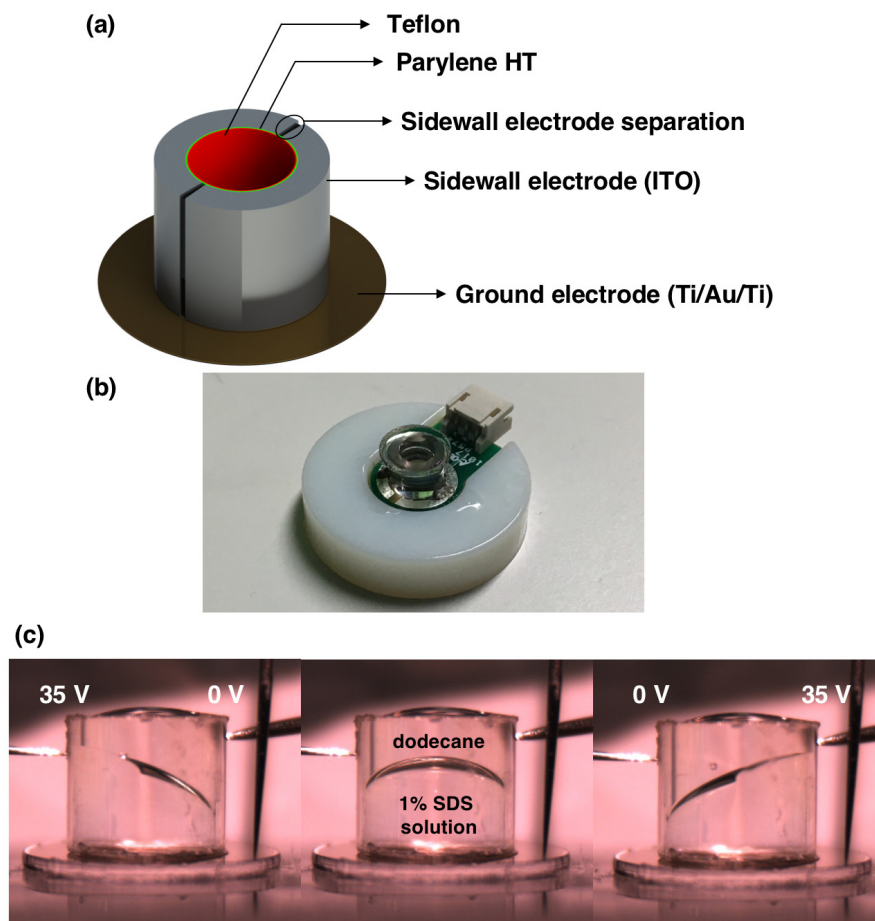 (a)
Teflon
Parylene HT
Sidewall electrode separation
Sidewall electrode (ITO)
Ground electrode (Ti/Au/Ti)
(b)
(c)
35 V 0 V
dodecane
1% SDS
solution
0 V 35 V